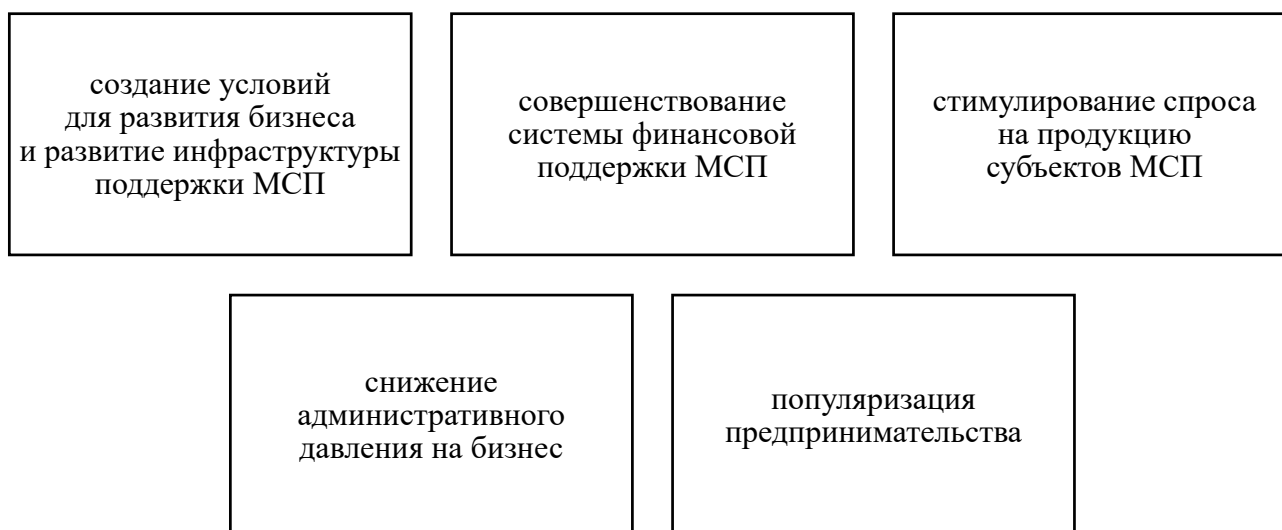 создание условий
для развития бизнеса
и развитие инфраструктуры
поддержки МСП
совершенствование
системы финансовой
поддержки МСП
стимулирование спроса
на продукцию
субъектов МСП
снижение
административного
давления на бизнес
популяризация
предпринимательства